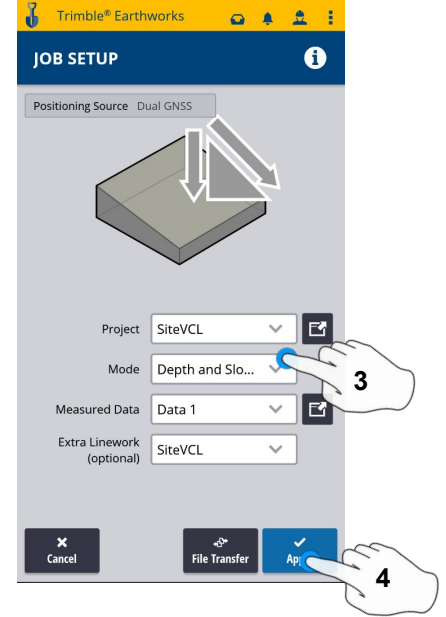 Trimble® Earthworks
JOB SETUP
Positioning Source Dual GNSS
Project SiteVCL
Mode Depth and Slo...
3
Measured Data Data 1
Extra Linework
(optional)
SiteVCL
Cancel
File Transfer
4